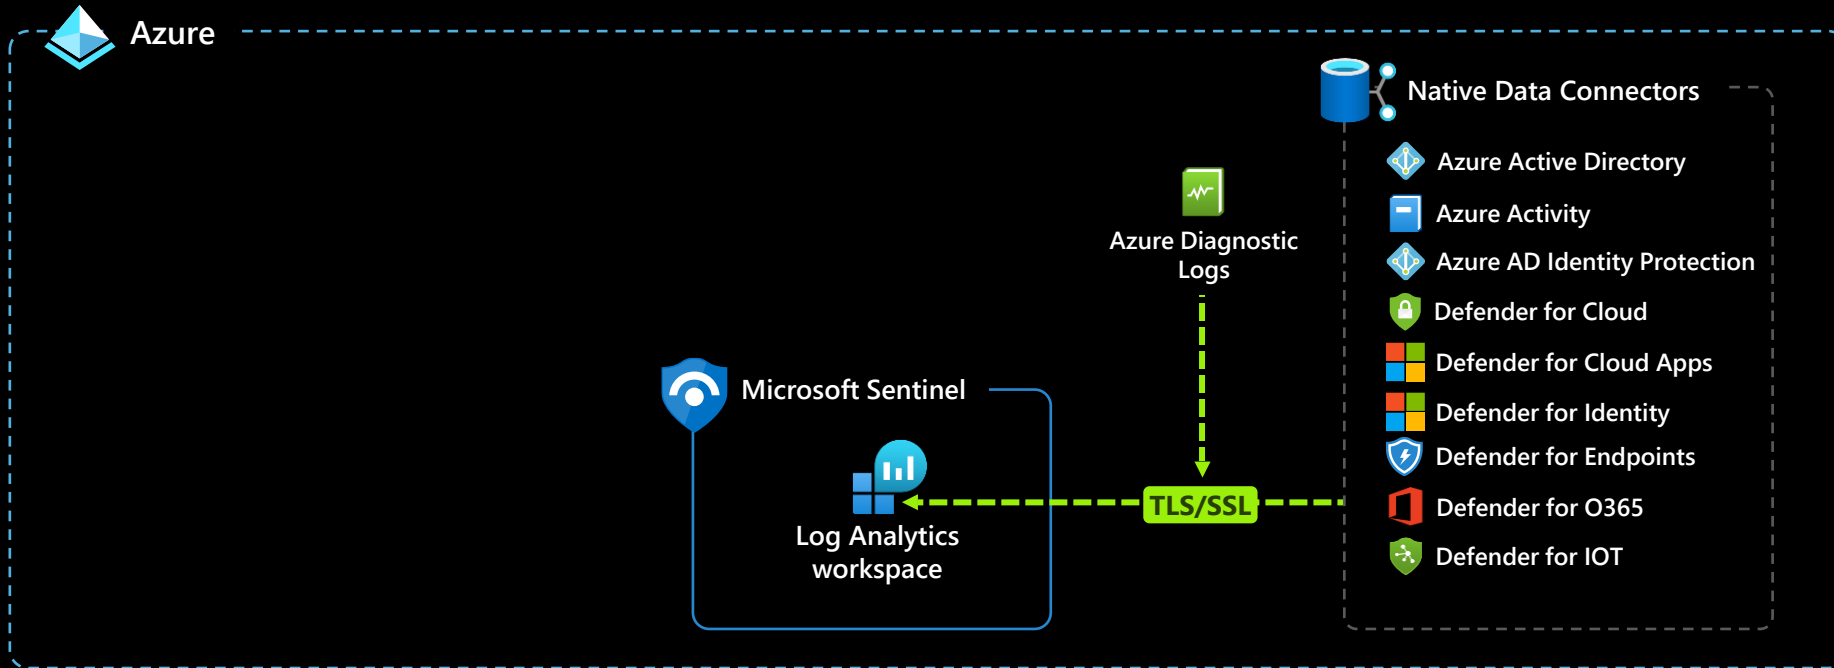 Azure
Native Data Connectors
Azure Active Directory
Azure Activity
Azure AD Identity Protection
Defender for Cloud
Defender for Cloud Apps
Defender for Identity
Defender for Endpoints
Defender for O365
Defender for IOT
Azure Diagnostic
Logs
TLS/SSL
Microsoft Sentinel
Log Analytics
workspace